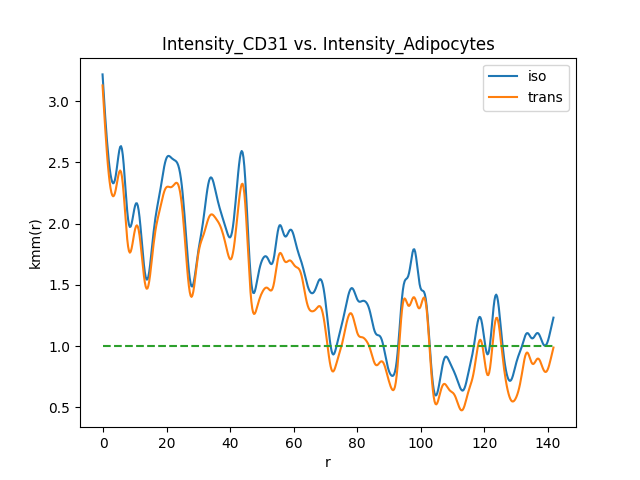 Intensity_CD31 vs. Intensity_Adipocytes
iso
trans
kmm(r)
3.0
2.5
2.0
1.5
1.0
0.5
0 20 40 60 80 100 120 140
r